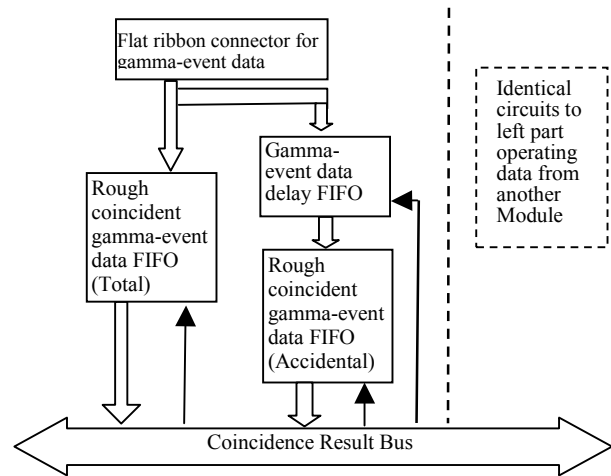 Flat ribbon connector for
gamma-event data
Identical
circuits to
left part
operating
data from
another
Module
Gamma-
event data
delay FIFO
Rough
coincident
gamma-event
data FIFO
(Total)
Rough
coincident
gamma-event
data FIFO
(Accidental)
Coincidence Result Bus